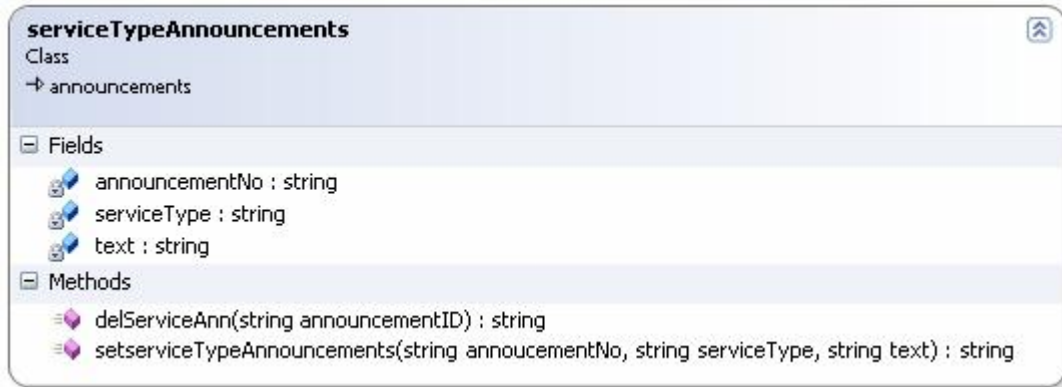 serviceTypeAnnouncements
Class
announcements
Fields
announcementNo : string
serviceType : string
text : string
Methods
delServiceAnn(string announcementID) : string
setserviceTypeAnnouncements(string annoucementNo, string serviceType, string text) : string